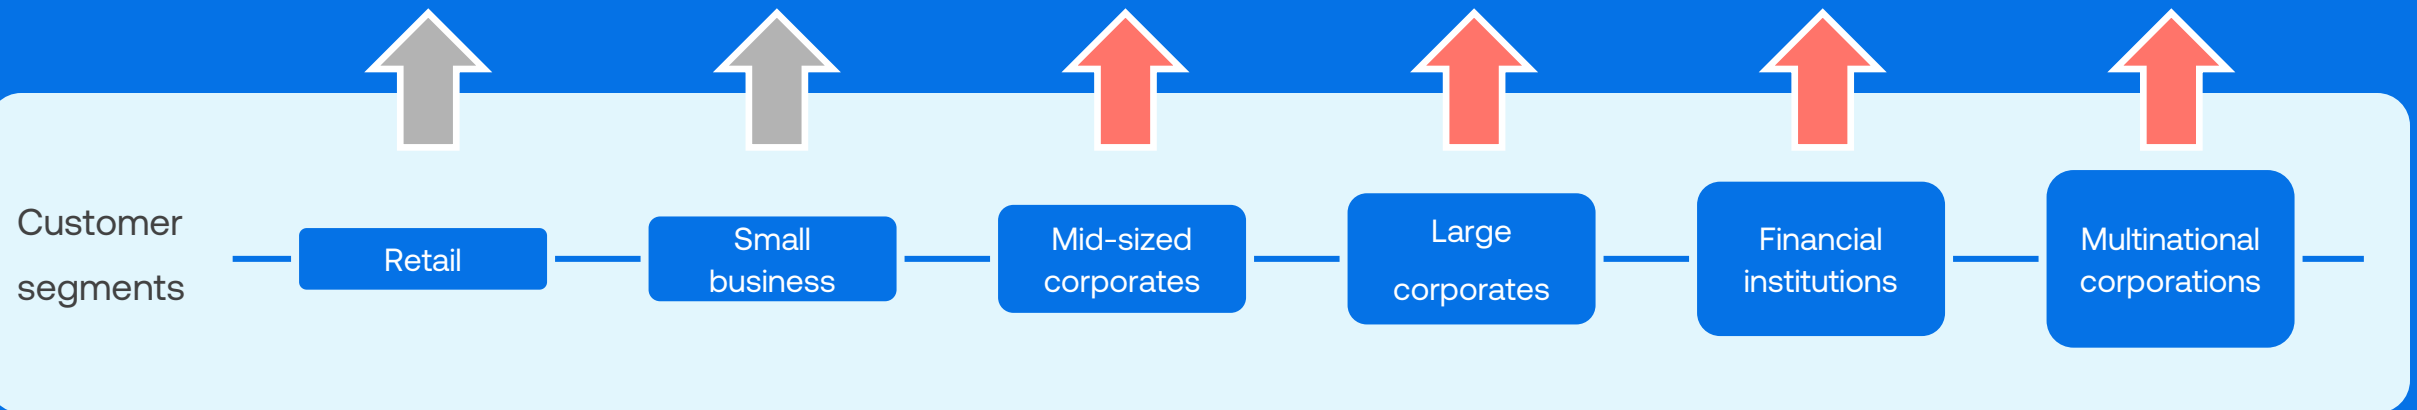 Customer
segments
Retail
Small
business
Mid-sized
corporates
Large
corporates
Financial
institutions
Multinational
corporations